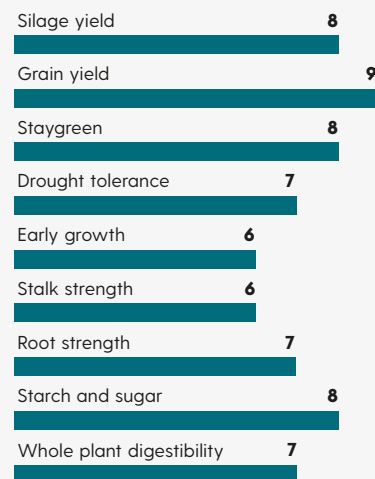 Silage yield 8
Grain yield 9
Staygreen 8
Drought tolerance 7
Early growth 6
Stalk strength 6
Root strength 7
Starch and sugar 8
Whole plant digestibility 7